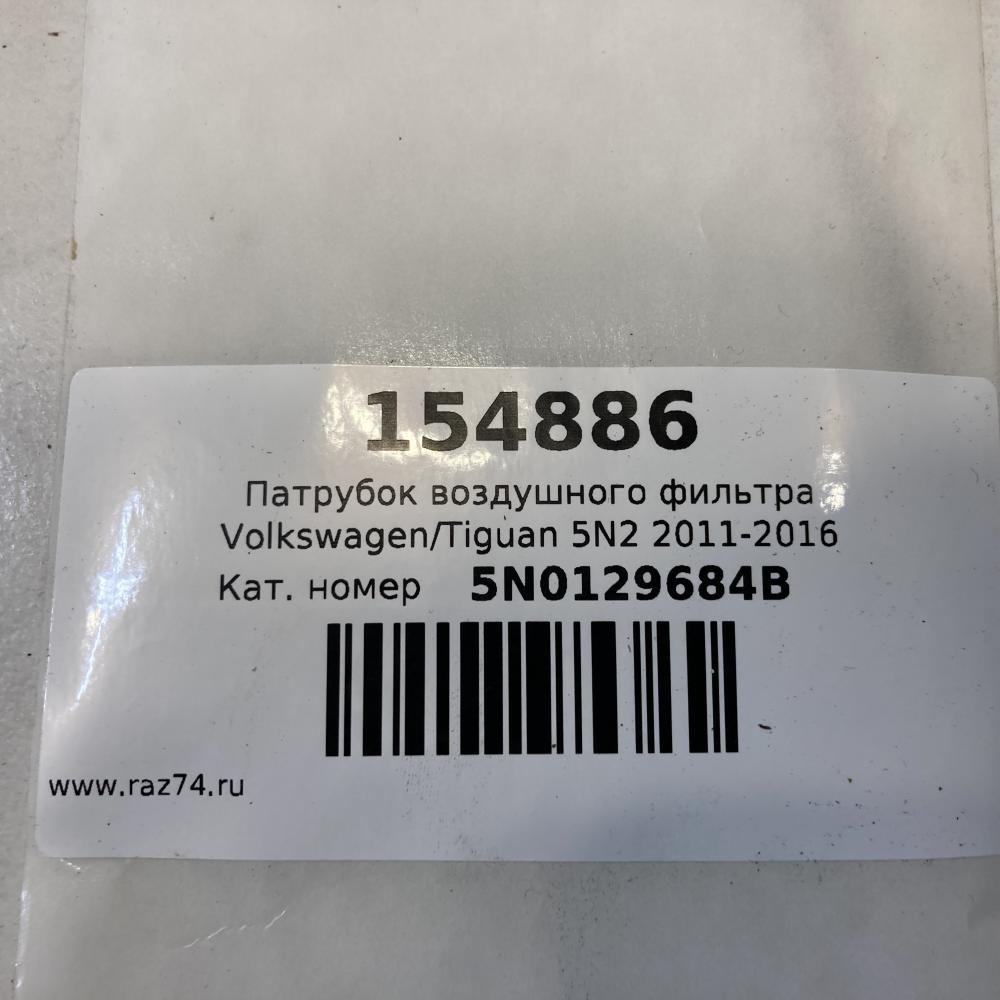 154886
Патрубок воздушного фильтра
Volkswagen/Tiguan 5N2 2011-2016
Кат. номер 5N0129684B
www.raz74.ru